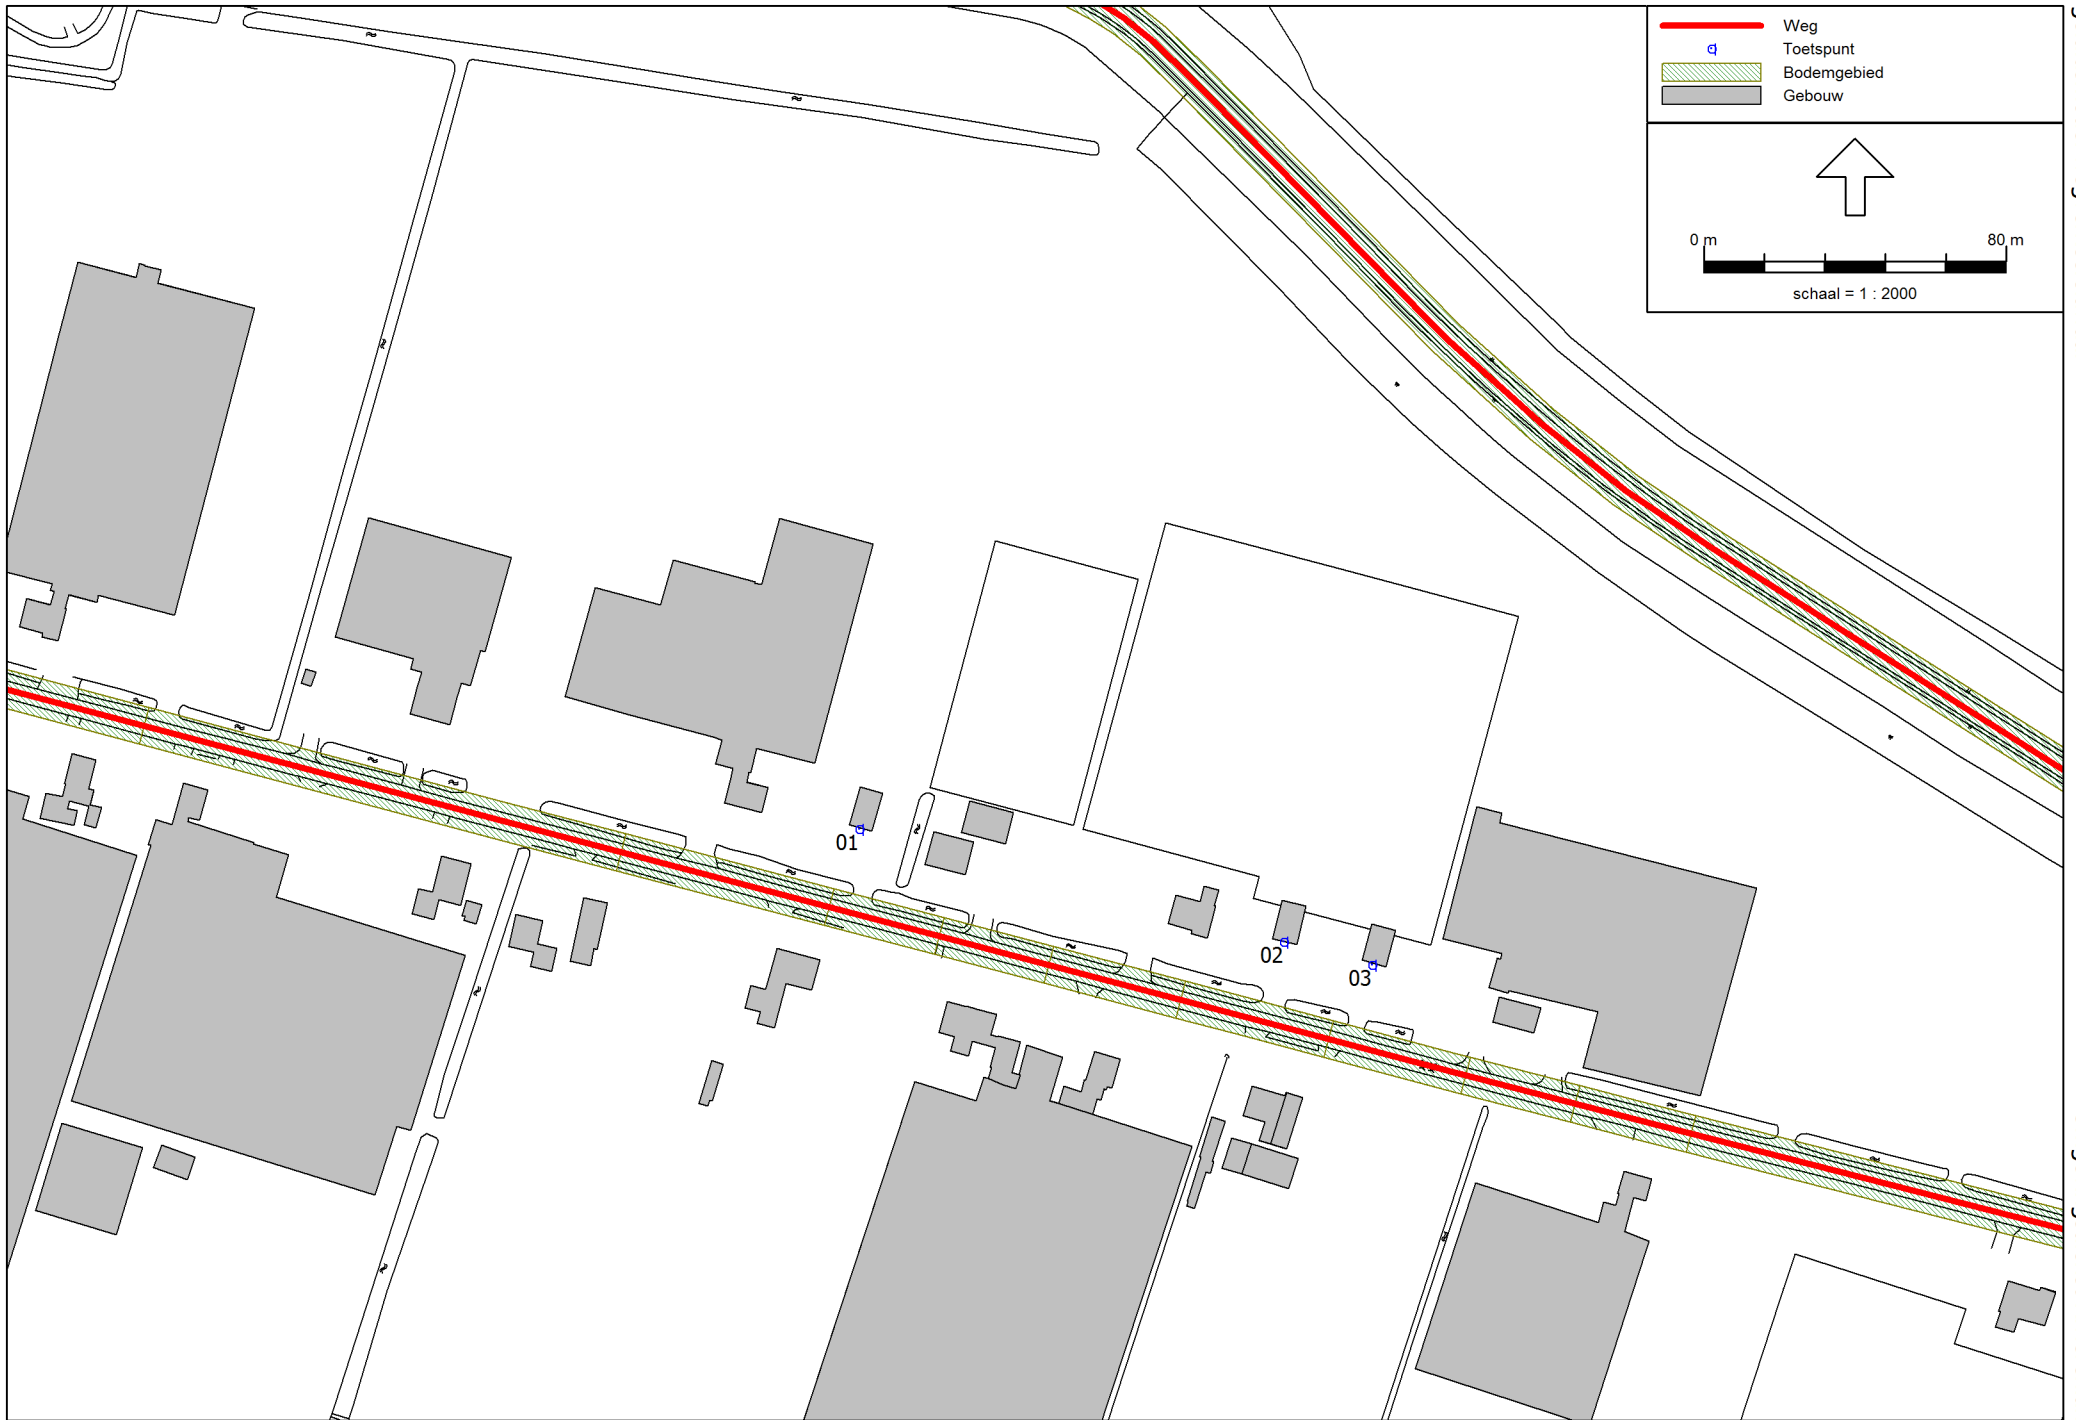 Weg
Toetspunt
Bodemgebied
Gebouw
0 m 80 m
schaal = 1 : 2000
01
02
03